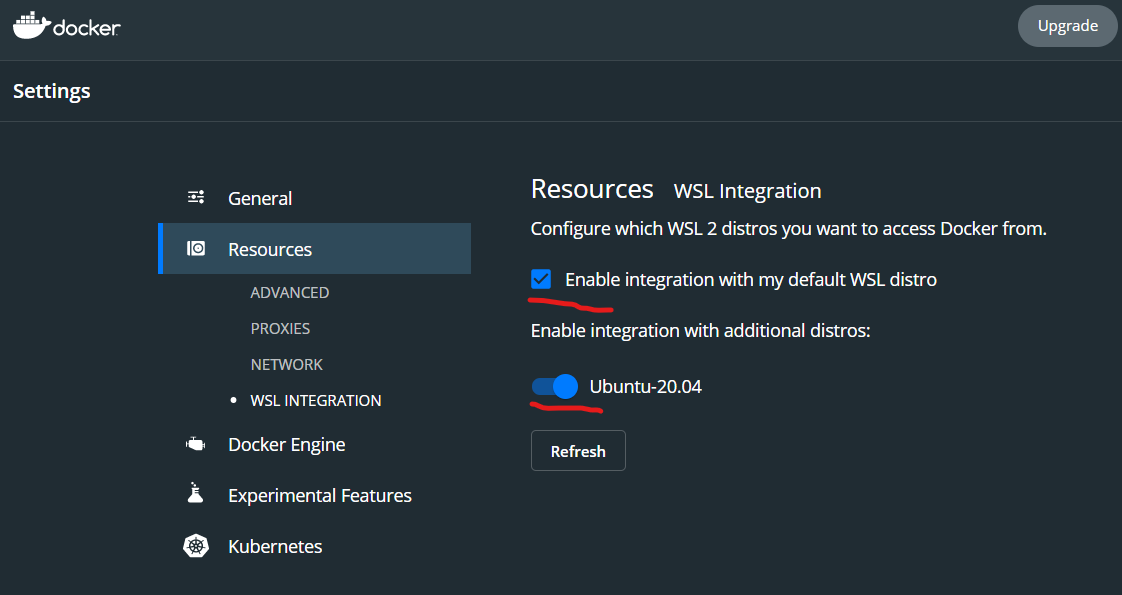 docker
Upgrade
Settings
General
Resources
ADVANCED
PROXIES
NETWORK
WSL INTEGRATION
Docker Engine
Experimental Features
Kubernetes
Resources WSL Integration
Configure which WSL 2 distros you want to access Docker from.
Enable integration with my default WSL distro
Enable integration with additional distros:
Ubuntu-20.04
Refresh